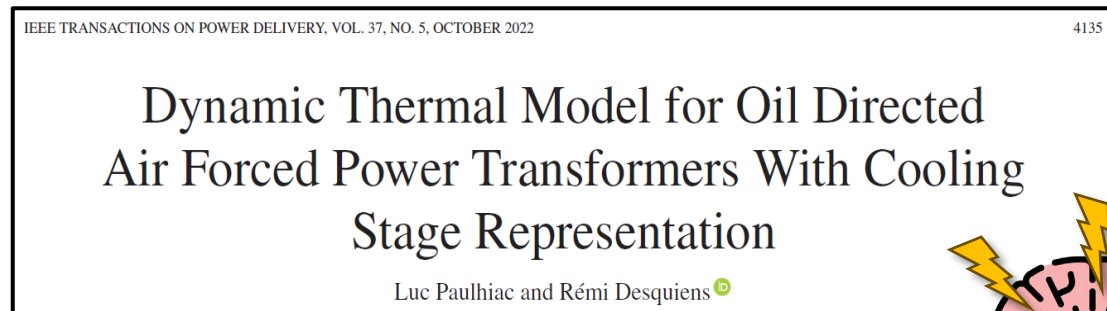 IEEE TRANSACTIONS ON POWER DELIVERY, VOL. 37, NO. 5, OCTOBER 2022 4135
Dynamic Thermal Model for Oil Directed
Air Forced Power Transformers With Cooling
Stage Representation
Luc Paulhiac and Rémi Desquiens iD